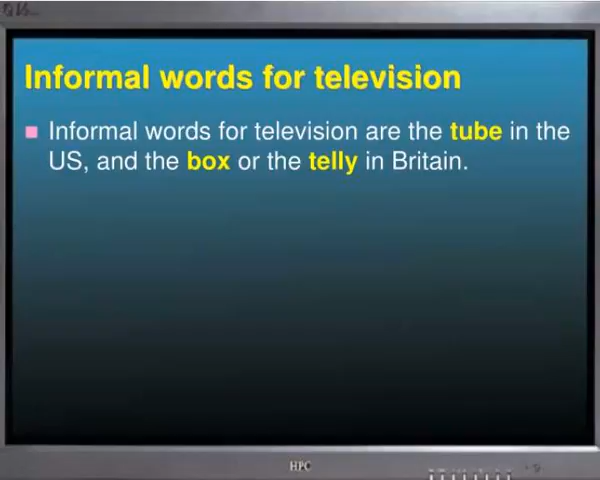 Informal words for television
Informal words for television are the tube in the
US, and the box or the telly in Britain.
HPC